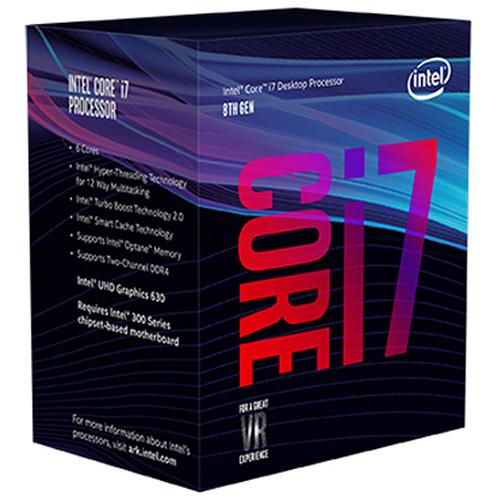 INTEL® CORE™ i7
PROCESSOR
• 6 Cores
• Intel® Hyper-Threading Technology
for 12 Way Multitasking
• Intel® Turbo Boost Technology 2.0
• Intel® Smart Cache Technology
• Supports Intel® Optane™ Memory
• Supports Two-Channel DDR4
Intel® UHD Graphics 630
Requires Intel® 300 Series
chipset-based motherboard
For more information about intel's
processors, visit ark.intel.com
Intel® Core™ i7 Desktop Processor
8TH GEN
intel®
CORE i7
FOR A GREAT
VR
EXPERIENCE